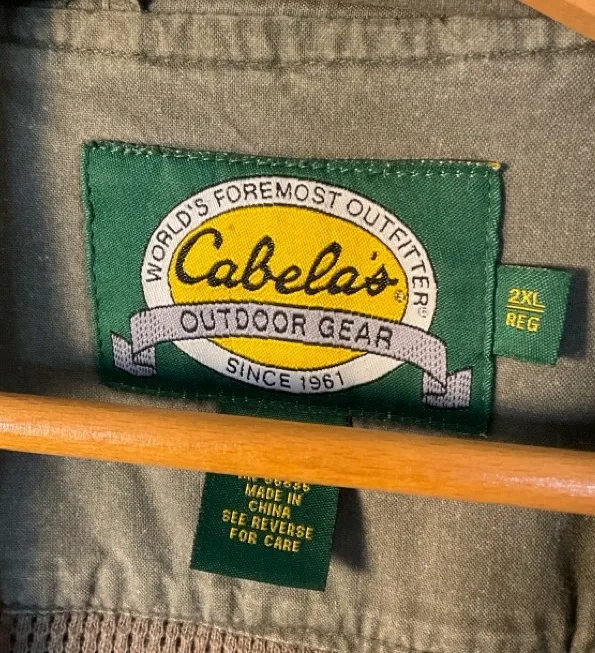 WORLD'S FOREMOST OUTFITTER®
Cabela's®
OUTDOOR GEAR
SINCE 1961
2XL
REG
MADE IN
CHINA
SEE REVERSE
FOR CARE